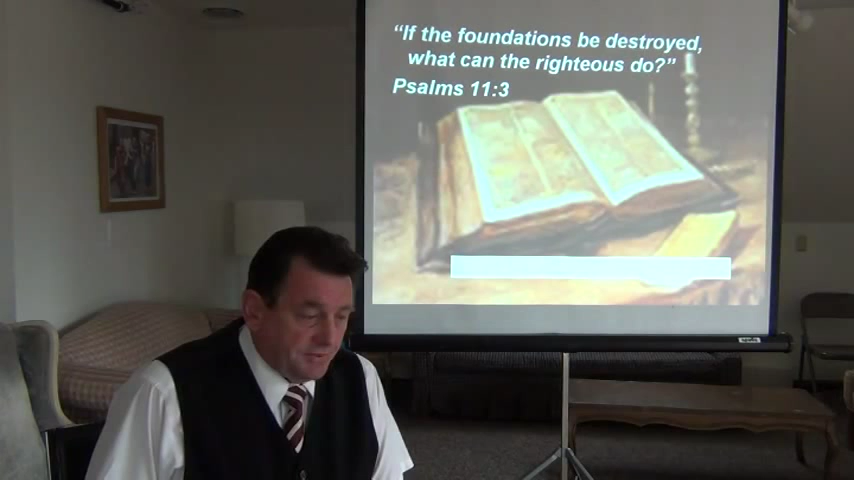 “If the foundations be destroyed,
what can the righteous do?”
Psalms 11:3